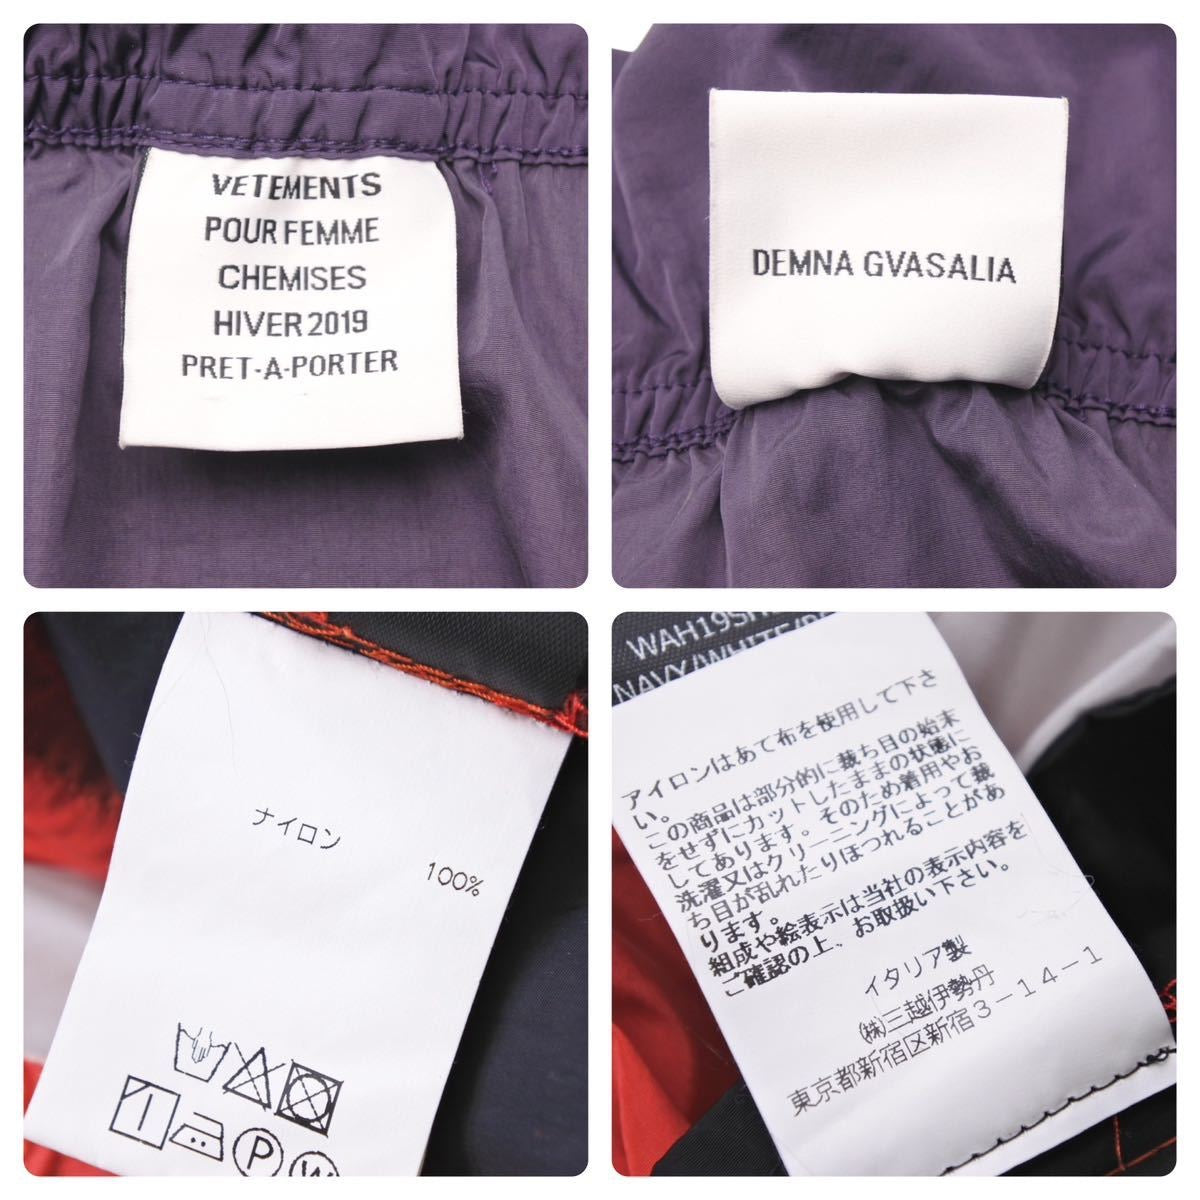 VETEMENTS
POUR FEMME
CHEMISES
HIVER 2019
PRET-A-PORTER
DEMNA GVASALIA
ナイロン
100%
P
W
WAH19SH
NAVY/WHITE/RE
アイロンはあて布を使用して下さ
い。
この商品は部分的に裁ち目の始末
をせずにカットしたままの状態に
してあります。そのため着用やお
洗濯又はクリーニングによって裁
ち目が乱れたりほつれることがあ
ります。
組成や絵表示は当社の表示内容を
ご確認の上、お取扱い下さい。
イタリア製
(株)三越伊勢丹
東京都新宿区新宿3-14-1